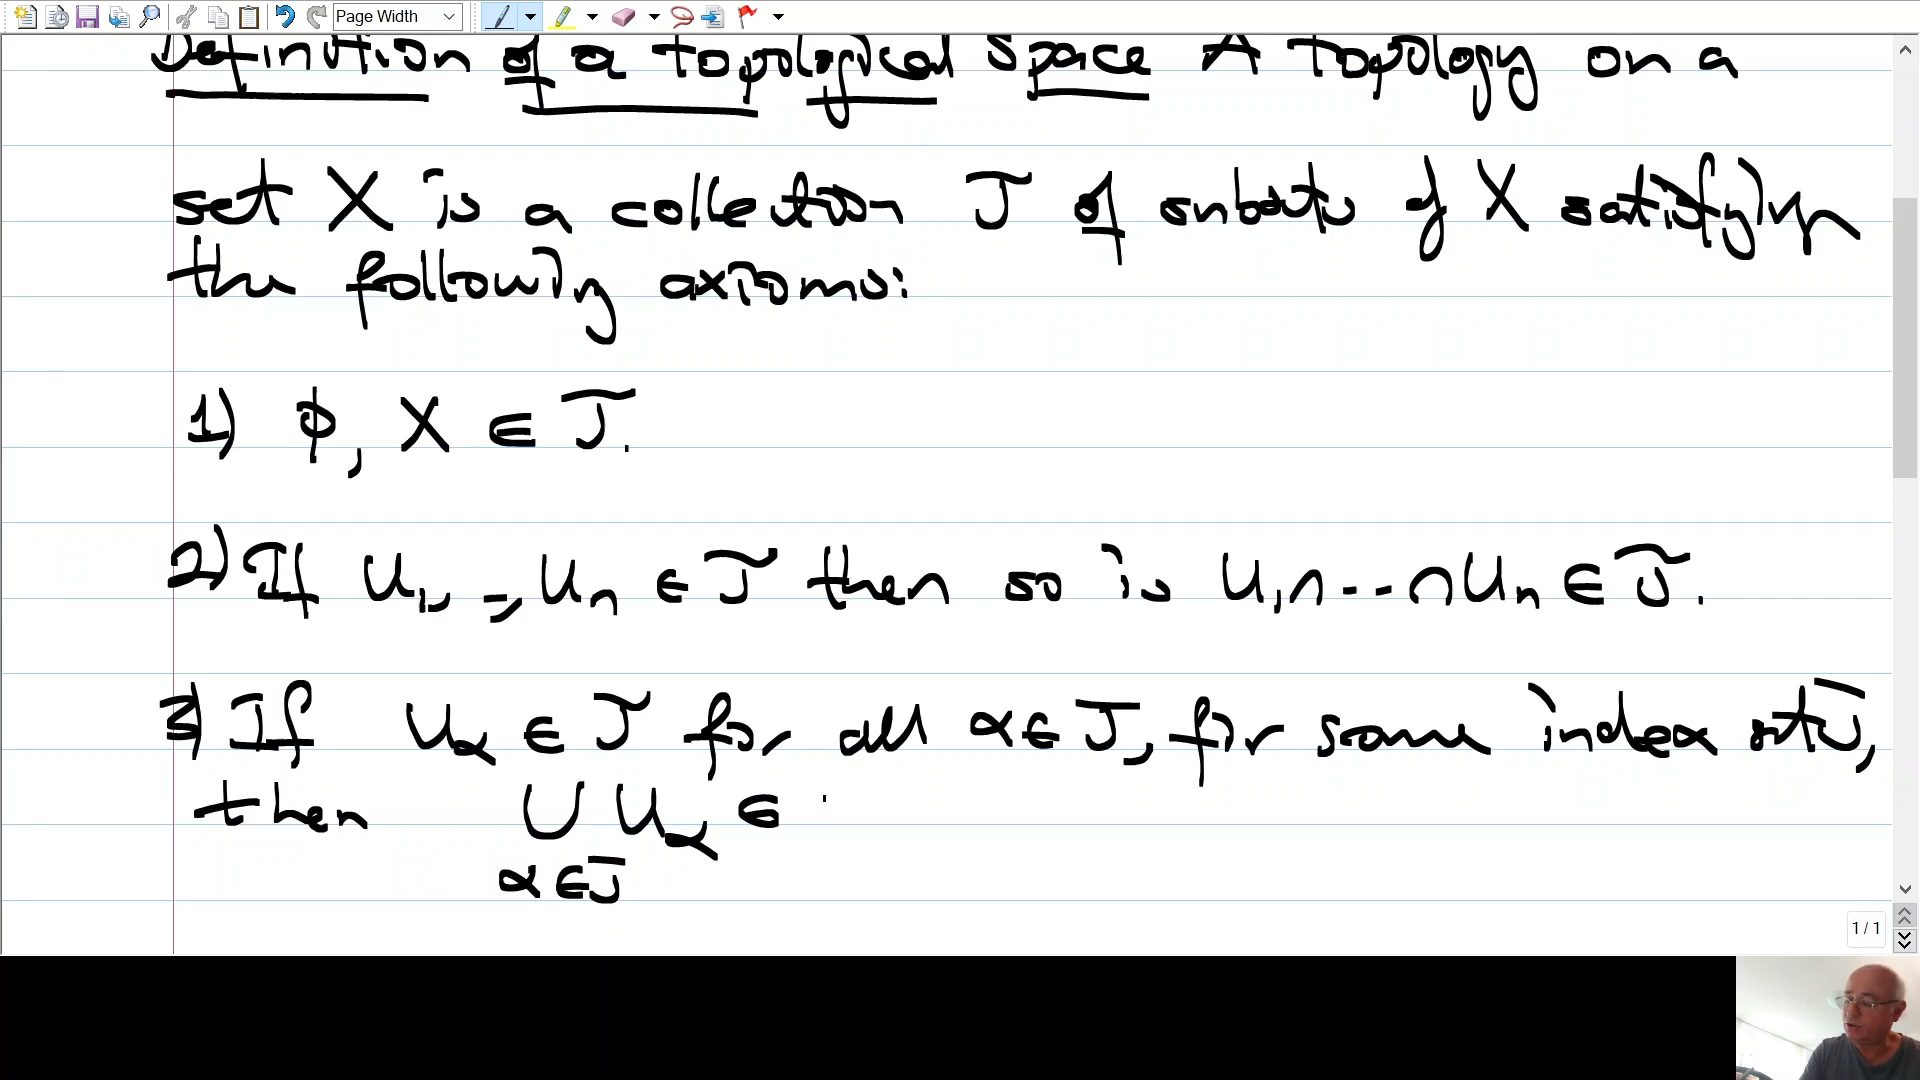 Page Width
Definition of a topological space A topology on a
set X is a collection J of subsets of X satisfying
the following axioms:
1) ϕ, X ∈ J.
2) If U₁, -, Uₙ ∈ J then so is U₁∩--∩Uₙ ∈ J.
3) If U_α ∈ J for all α∈J, for some index set J,
then ∪ U_α ∈
α∈J
1 / 1